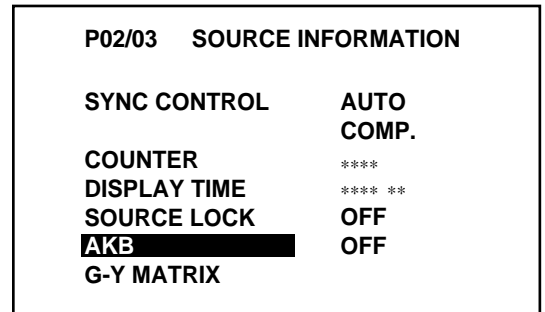 P02/03 SOURCE INFORMATION
SYNC CONTROL AUTO
COMP.
COUNTER ****
DISPLAY TIME **** **
SOURCE LOCK OFF
AKB OFF
G-Y MATRIX